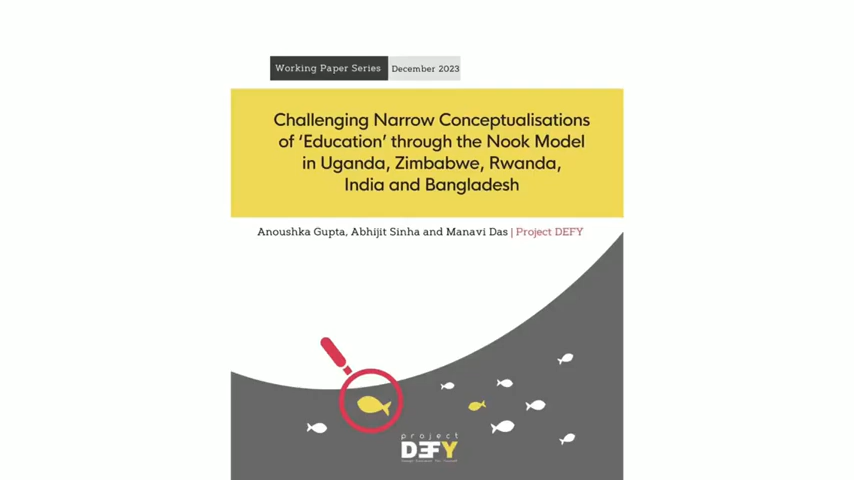 Working Paper Series December 2023
Challenging Narrow Conceptualisations
of ‘Education’ through the Nook Model
in Uganda, Zimbabwe, Rwanda,
India and Bangladesh
Anoushka Gupta, Abhijit Sinha and Manavi Das | Project DEFY
project
DEFY